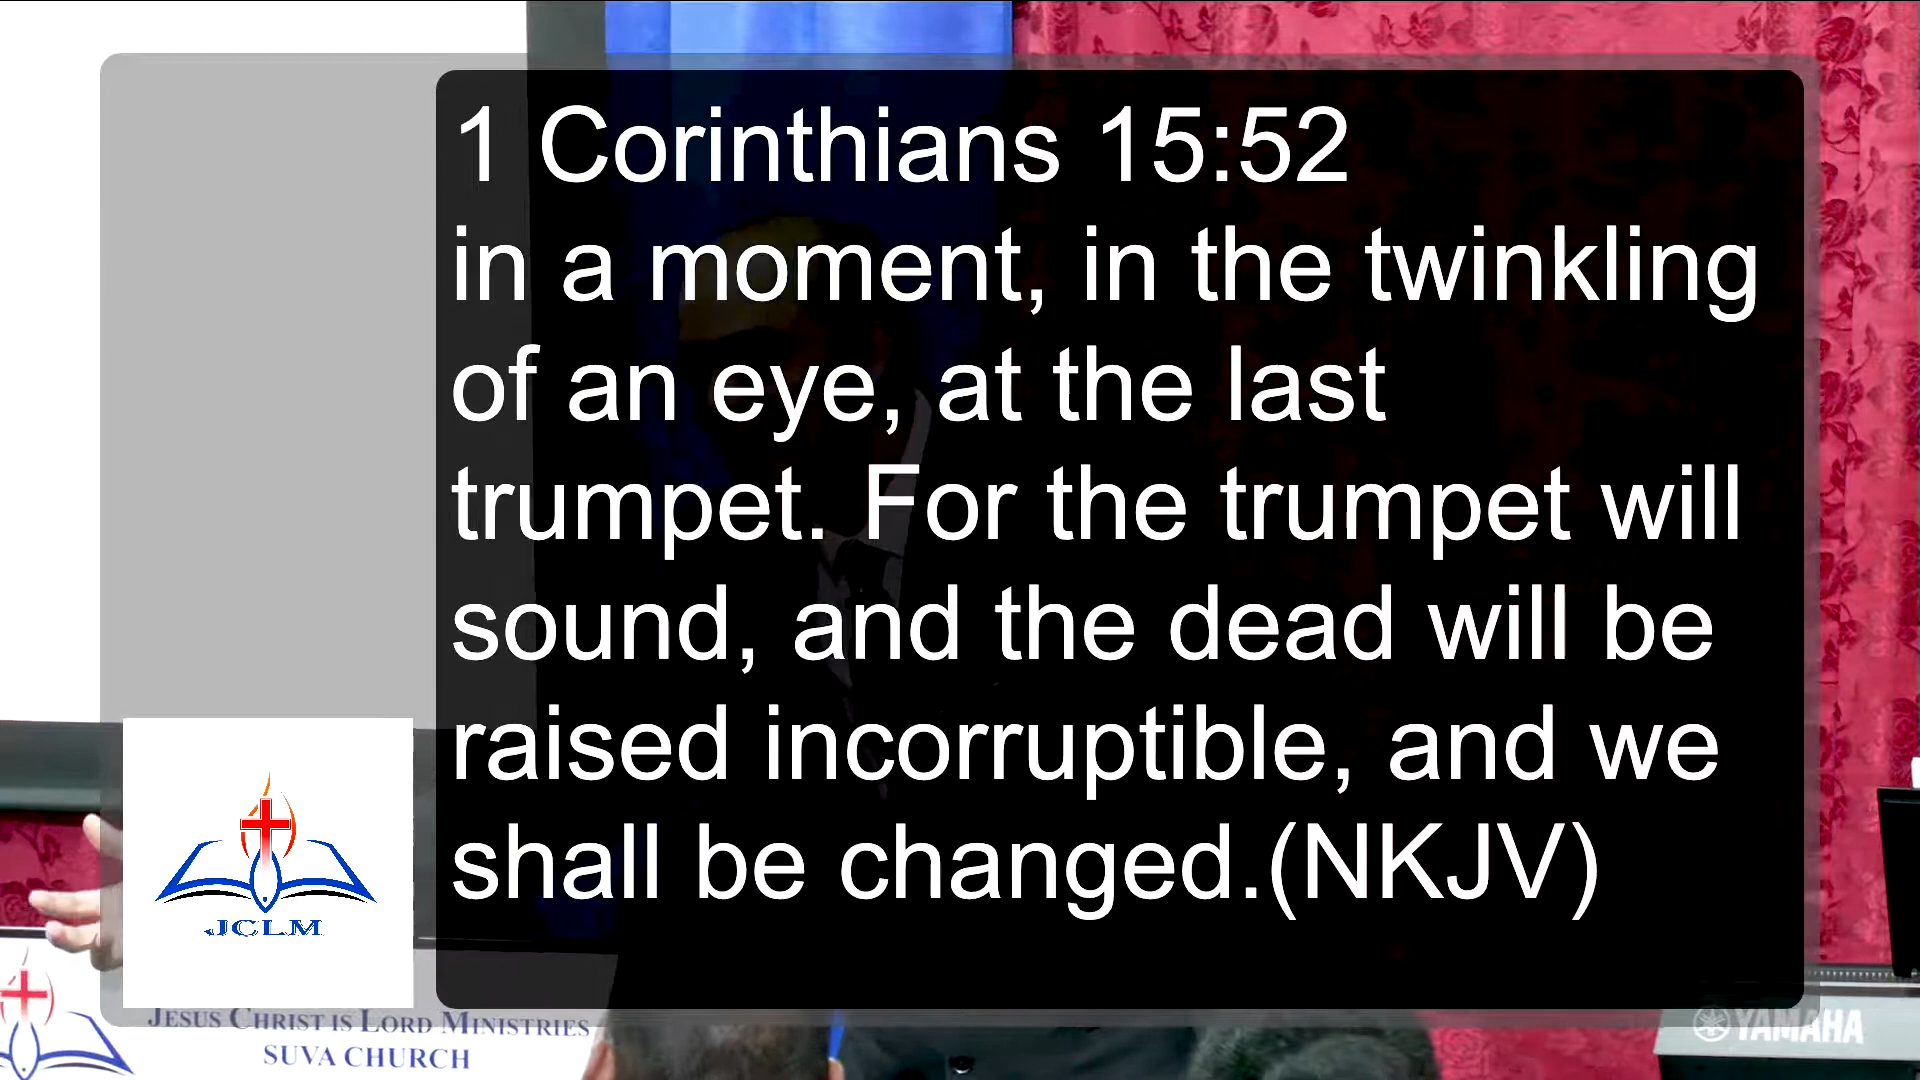 1 Corinthians 15:52
in a moment, in the twinkling
of an eye, at the last
trumpet. For the trumpet will
sound, and the dead will be
raised incorruptible, and we
shall be changed.(NKJV)
JCLM
JESUS CHRIST IS LORD MINISTRIES
SUVA CHURCH
YAMAHA